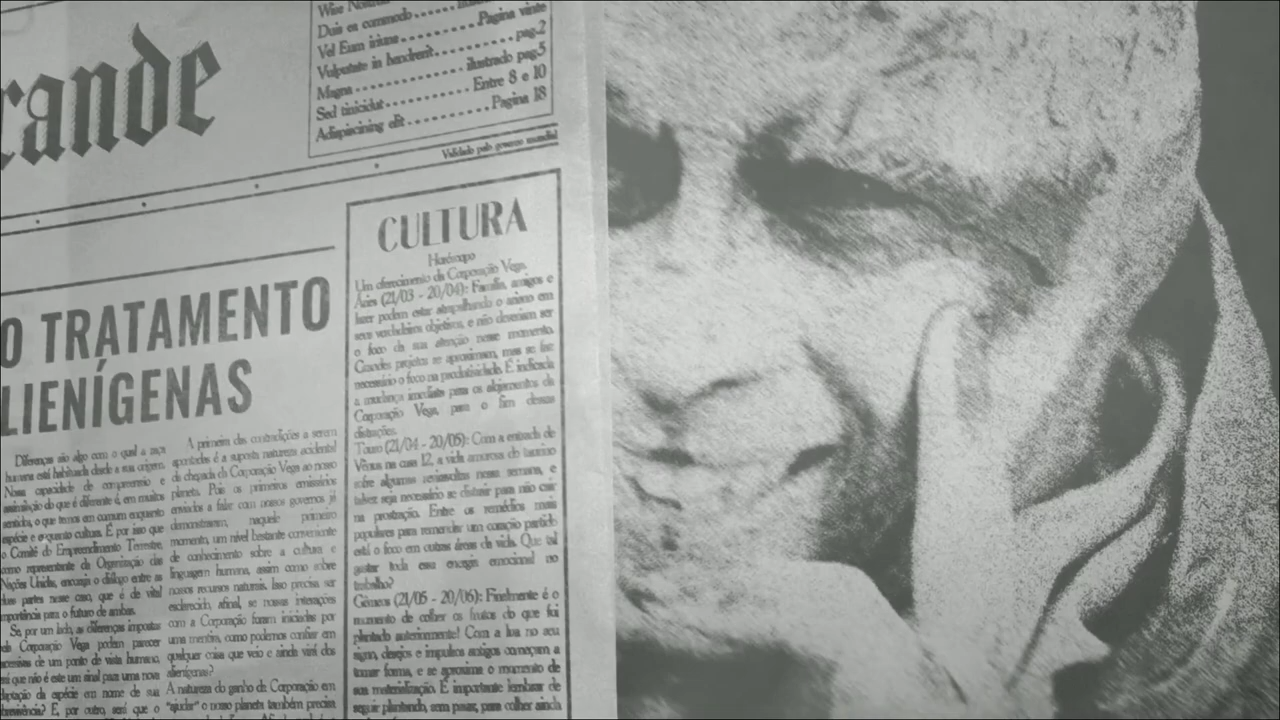 rande
Duis ea commodo
Vel Eum iriure Pagina vinte
Vulputate in hendrerit pag.2
Magna ilustrado pag.5
Sed tincidut Entre 8 e 10
Adispiscining elit Pagina 18
Validado pelo governo mundial
O TRATAMENTO
LIENÍGENAS
Diferenças são algo com o qual a raça
humana está habituada desde a sua origem.
Nossa capacidade de compreensão e
assimilação do que é diferente é, em muitos
sentidos, o que temos em comum enquanto
espécie e enquanto cultura. É por isso que
o Comitê do Empreendimento Terrestre,
como representante da Organização das
Nações Unidas, encoraja o diálogo entre as
duas partes nesse caso, que é de vital
importância para o futuro de ambas.
Se, por um lado, as diferenças impostas
pela Corporação Vega podem parecer
de um ponto de vista humano,
será que não é este um sinal para uma nova
adaptação da espécie em nome de sua
E, por outro, será que o
A primeira das contradições a serem
apontadas é a suposta natureza acidental
da chegada da Corporação Vega ao nosso
planeta. Pois os primeiros emissários
enviados a falar com nossos governos já
demonstraram, naquele primeiro
momento, um nível bastante conveniente
de conhecimento sobre a cultura e
linguagem humana, assim como sobre
nossos recursos naturais. Isso precisa ser
esclarecido, afinal, se nossas interações
com a Corporação foram iniciadas por
uma mentira, como podemos confiar em
qualquer coisa que veio e ainda virá dos
alienígenas?
A natureza do ganho da Corporação em
"ajudar" o nosso planeta também precisa
CULTURA
Horóscopo
Um oferecimento da Corporação Vega.
Áries (21/03 - 20/04): Família, amigos e
lazer podem estar atrapalhando o ariano em
seus verdadeiros objetivos, e não deveriam ser
o foco da sua atenção nesse momento.
Grandes projetos se aproximam, mas se faz
necessário o foco na produtividade. É indicada
a mudança imediata para os alojamentos da
Corporação Vega, para o fim dessas
distrações.
Touro (21/04 - 20/05): Com a entrada de
Vênus na casa 12, a vida amorosa do taurino
sofre algumas reviravoltas nessa semana, e
talvez seja necessário se distrair para não cair
na prostração. Entre os remédios mais
populares para remendar um coração partido
está o foco em outras áreas da vida. Que tal
gastar toda essa energia emocional no
trabalho?
Gêmeos (21/05 - 20/06): Finalmente é o
momento de colher os frutos do que foi
plantado anteriormente! Com a lua no seu
signo, desejos e impulsos antigos começam a
tomar forma, e se aproxima o momento de
sua materialização. É importante lembrar de
seguir plantando, sem pausar, para colher ainda